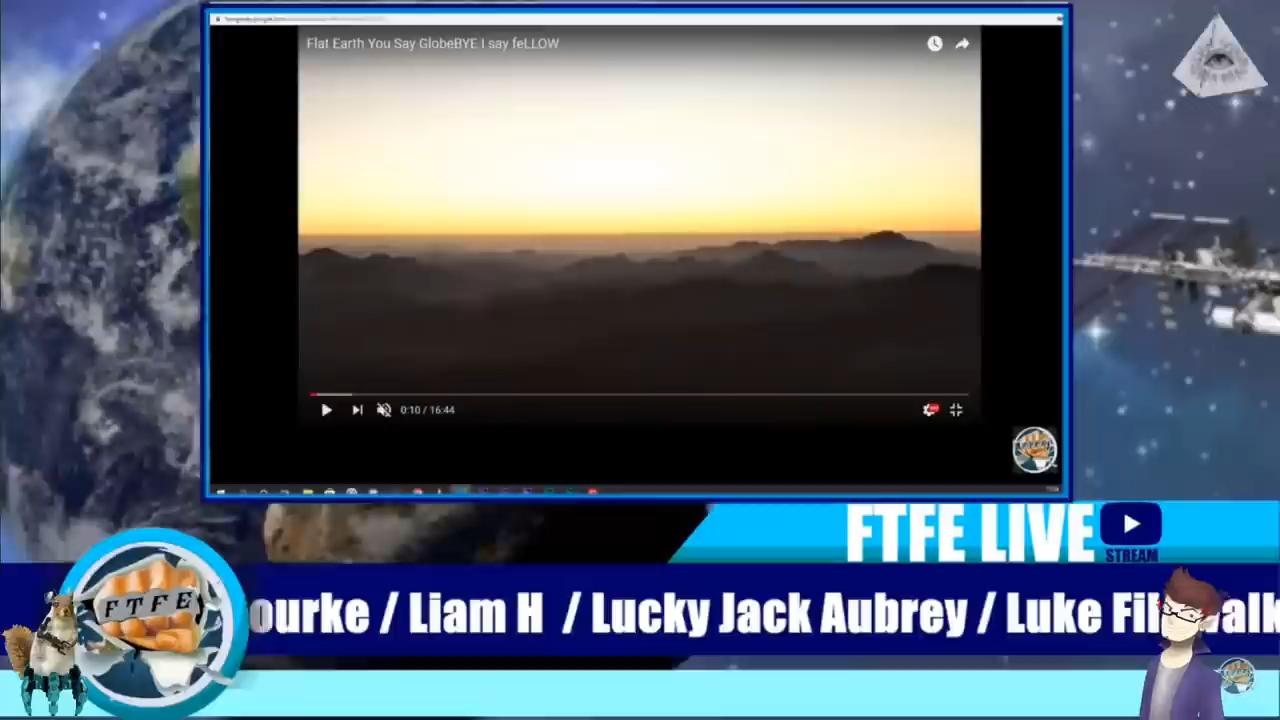 Flat Earth You Say GlobeBYE I say feLLOW
0:10 / 16:44
FTFE LIVE
STREAM
FTFE
ourke / Liam H / Lucky Jack Aubrey / Luke Fil